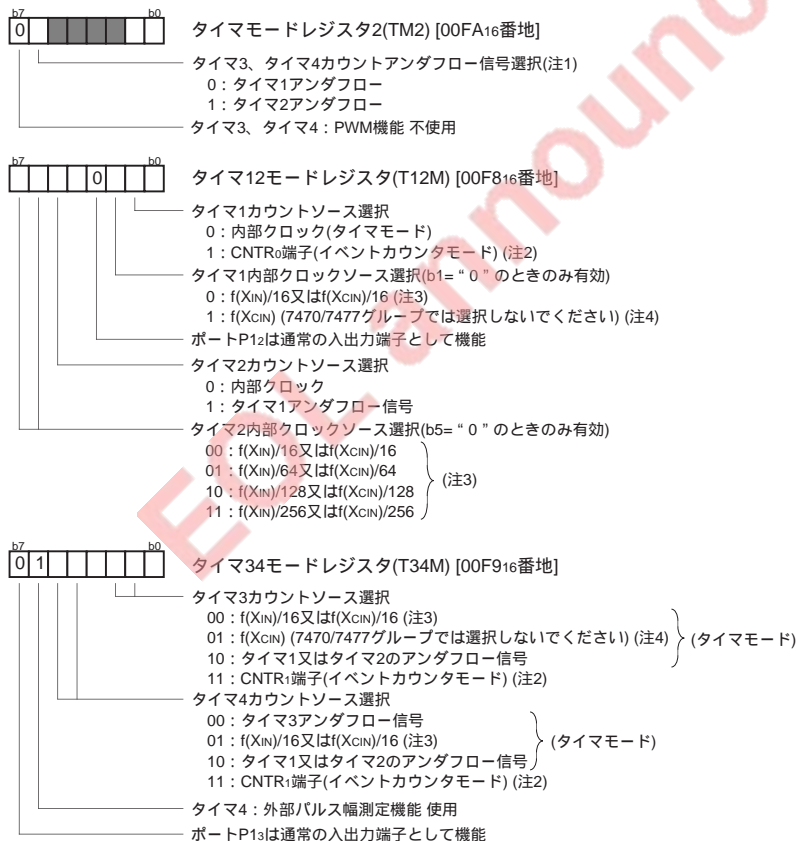 b7 b0
0 タイマモードレジスタ2(TM2) [00FA16番地]
タイマ3、タイマ4カウントアンダフロー信号選択(注1)
0：タイマ1アンダフロー
1：タイマ2アンダフロー
タイマ3、タイマ4：PWM機能 不使用
b7 b0
0 タイマ12モードレジスタ(T12M) [00F816番地]
タイマ1カウントソース選択
0：内部クロック(タイマモード)
1：CNTR0端子(イベントカウンタモード) (注2)
タイマ1内部クロックソース選択(b1= “ 0 ” のときのみ有効)
0：f(XIN)/16又はf(XCIN)/16 (注3)
1：f(XCIN) (7470/7477グループでは選択しないでください) (注4)
ポートP12は通常の入出力端子として機能
タイマ2カウントソース選択
0：内部クロック
1：タイマ1アンダフロー信号
タイマ2内部クロックソース選択(b5= “ 0 ” のときのみ有効)
00：f(XIN)/16又はf(XCIN)/16
01：f(XIN)/64又はf(XCIN)/64
10：f(XIN)/128又はf(XCIN)/128
11：f(XIN)/256又はf(XCIN)/256
(注3)
b7 b0
0 1 タイマ34モードレジスタ(T34M) [00F916番地]
タイマ3カウントソース選択
00：f(XIN)/16又はf(XCIN)/16 (注3)
01：f(XCIN) (7470/7477グループでは選択しないでください) (注4)
10：タイマ1又はタイマ2のアンダフロー信号
(タイマモード)
11：CNTR1端子(イベントカウンタモード) (注2)
タイマ4カウントソース選択
00：タイマ3アンダフロー信号
01：f(XIN)/16又はf(XCIN)/16 (注3)
10：タイマ1又はタイマ2のアンダフロー信号
(タイマモード)
11：CNTR1端子(イベントカウンタモード) (注2)
タイマ4：外部パルス幅測定機能 使用
ポートP13は通常の入出力端子として機能
EOL announc